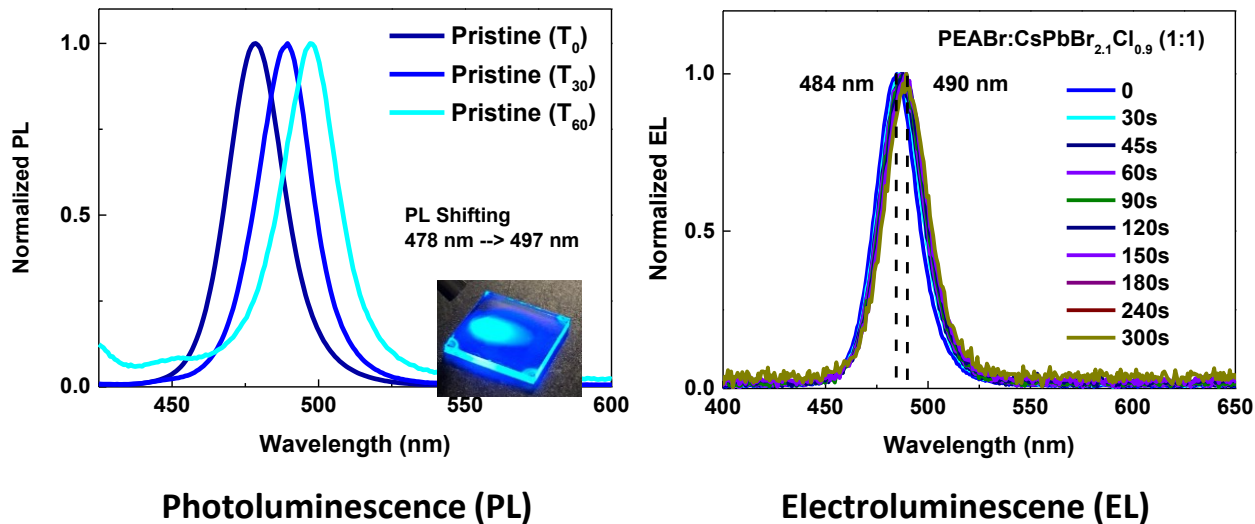 Normalized PL
1.0
0.5
0.0
Pristine (T0)
Pristine (T30)
Pristine (T60)
PL Shifting
478 nm --> 497 nm
450
500
550
600
Wavelength (nm)
Photoluminescence (PL)
Normalized EL
1.0
0.5
0.0
PEABr:CsPbBr2.1Cl0.9 (1:1)
484 nm
490 nm
0
30s
45s
60s
90s
120s
150s
180s
240s
300s
400
450
500
550
600
650
Wavelength (nm)
Electroluminescene (EL)